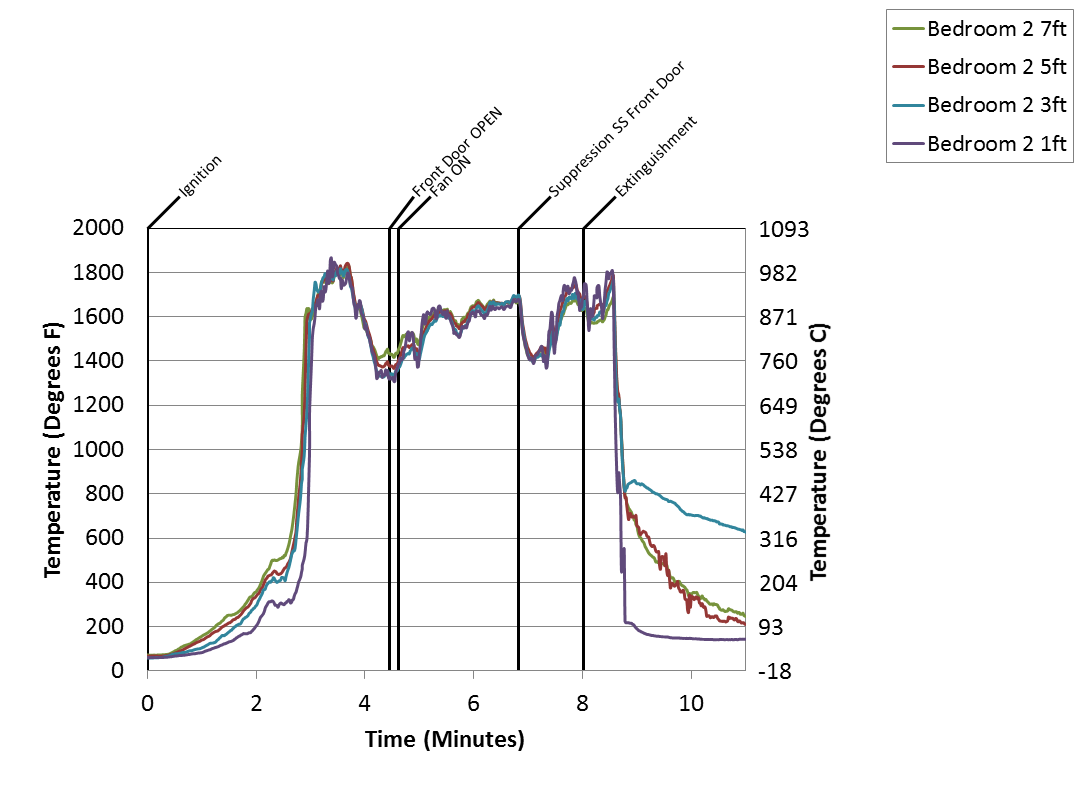 Bedroom 2 7ft
Bedroom 2 5ft
Bedroom 2 3ft
Bedroom 2 1ft
Ignition
Front Door OPEN
Fan ON
Suppression SS Front Door
Extinguishment
2000
1800
1600
1400
1200
1000
800
600
400
200
0
Temperature (Degrees F)
1093
982
871
760
649
538
427
316
204
93
-18
Temperature (Degrees C)
0 2 4 6 8 10
Time (Minutes)